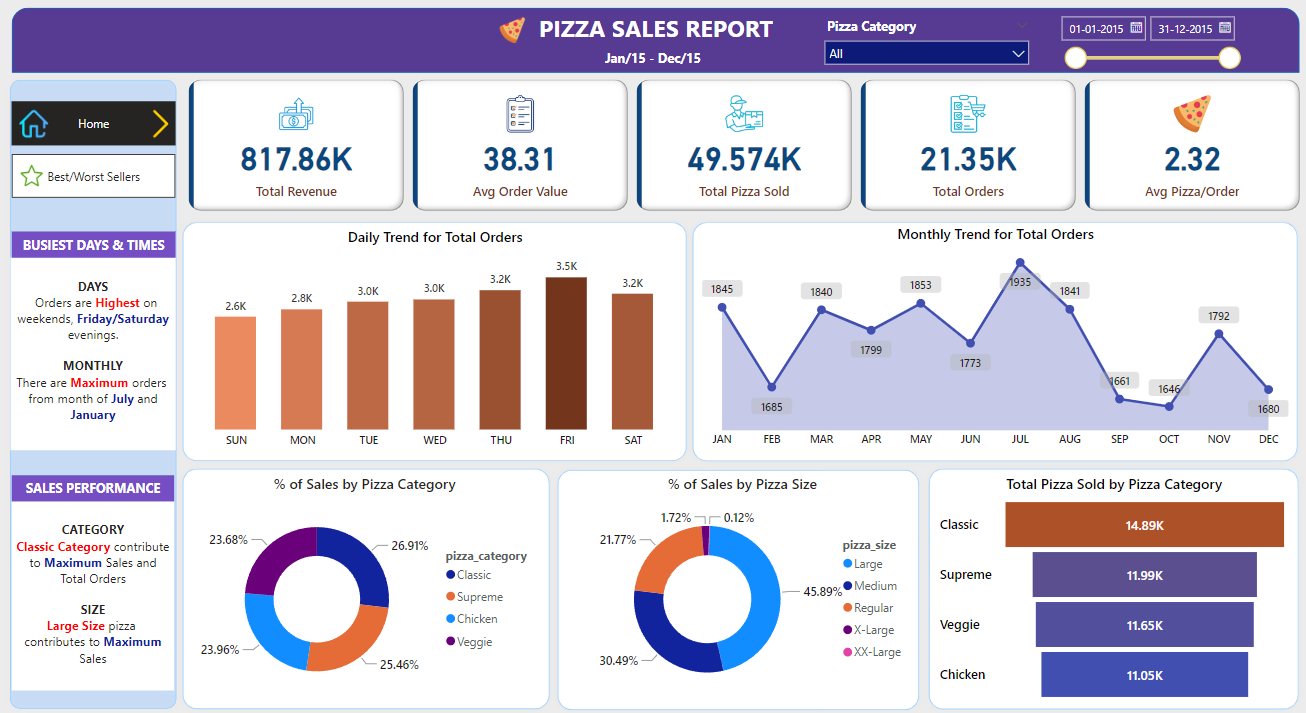 PIZZA SALES REPORT
Jan/15 - Dec/15
Pizza Category
All
01-01-2015
31-12-2015
Home
Best/Worst Sellers
817.86K
Total Revenue
38.31
Avg Order Value
49.574K
Total Pizza Sold
21.35K
Total Orders
2.32
Avg Pizza/Order
BUSIEST DAYS & TIMES
DAYS
Orders are Highest on
weekends, Friday/Saturday
evenings.
MONTHLY
There are Maximum orders
from month of July and
January
SALES PERFORMANCE
CATEGORY
Classic Category contribute
to Maximum Sales and
Total Orders
SIZE
Large Size pizza
contributes to Maximum
Sales
Daily Trend for Total Orders
2.6K
2.8K
3.0K
3.0K
3.2K
3.5K
3.2K
SUN MON TUE WED THU FRI SAT
Monthly Trend for Total Orders
1845
1685
1840
1799
1853
1773
1935
1841
1661
1646
1792
1680
JAN FEB MAR APR MAY JUN JUL AUG SEP OCT NOV DEC
% of Sales by Pizza Category
23.68%
26.91%
23.96%
25.46%
pizza_category
Classic
Supreme
Chicken
Veggie
% of Sales by Pizza Size
1.72%
0.12%
21.77%
45.89%
30.49%
pizza_size
Large
Medium
Regular
X-Large
XX-Large
Total Pizza Sold by Pizza Category
Classic 14.89K
Supreme 11.99K
Veggie 11.65K
Chicken 11.05K